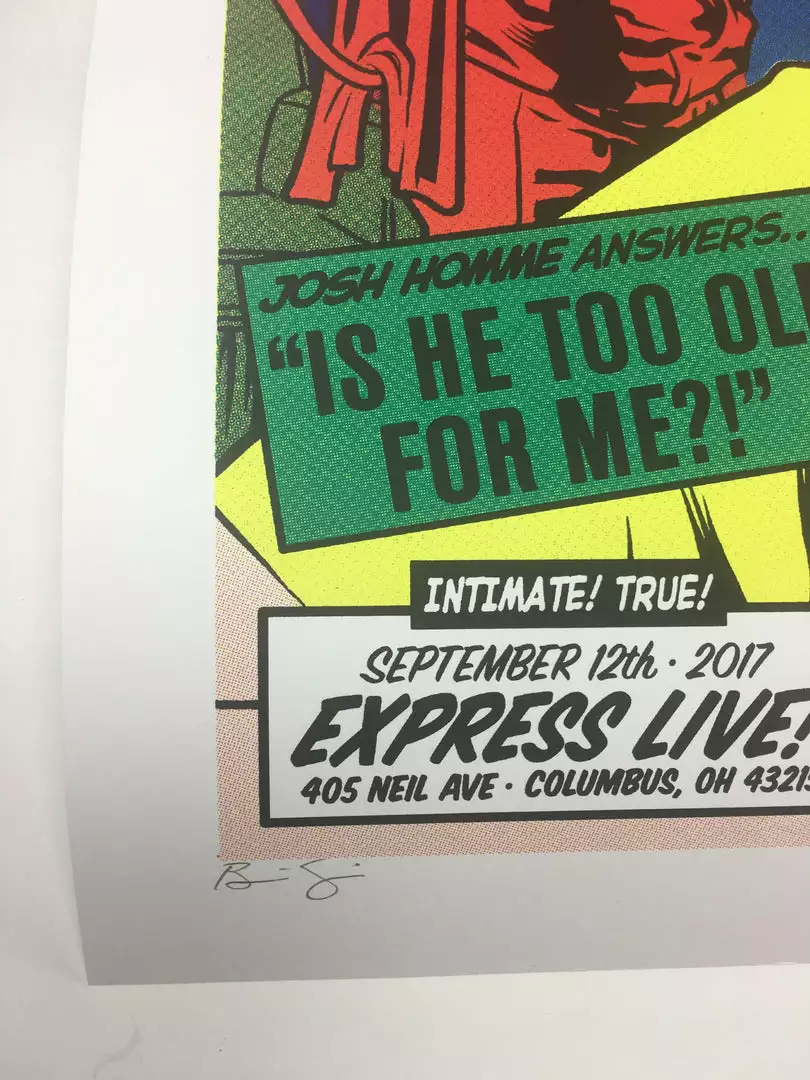 JOSH HOMME ANSWERS..
"IS HE TOO OL
FOR ME?!"
INTIMATE! TRUE!
SEPTEMBER 12th · 2017
EXPRESS LIVE!
405 NEIL AVE · COLUMBUS, OH 43215